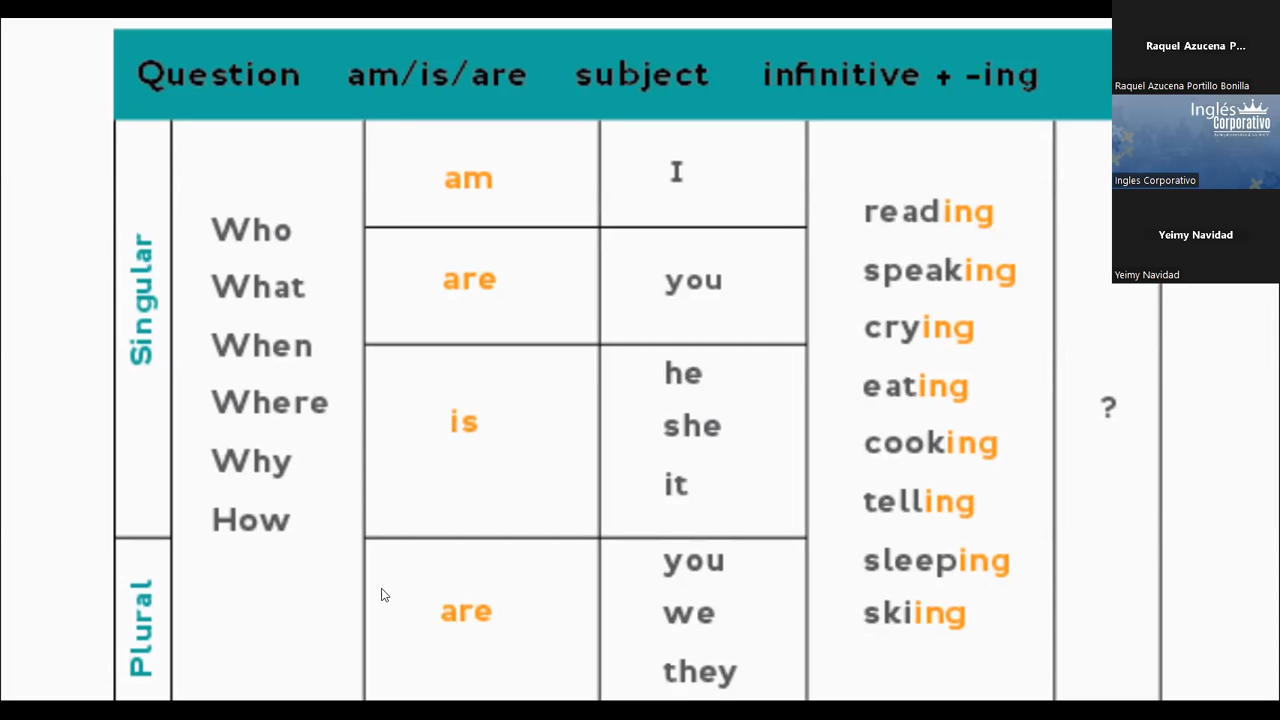 Question am/is/are subject infinitive + -ing
Singular
Who
What
When
Where
Why
How
am
are
is
I
you
he
she
it
reading
speaking
crying
eating
cooking
telling
sleeping
skiing
?
Plural
are
you
we
they
Raquel Azucena P...
Raquel Azucena Portillo Bonilla
Inglés
Corporativo
Ingles Corporativo
Yeimy Navidad
Yeimy Navidad